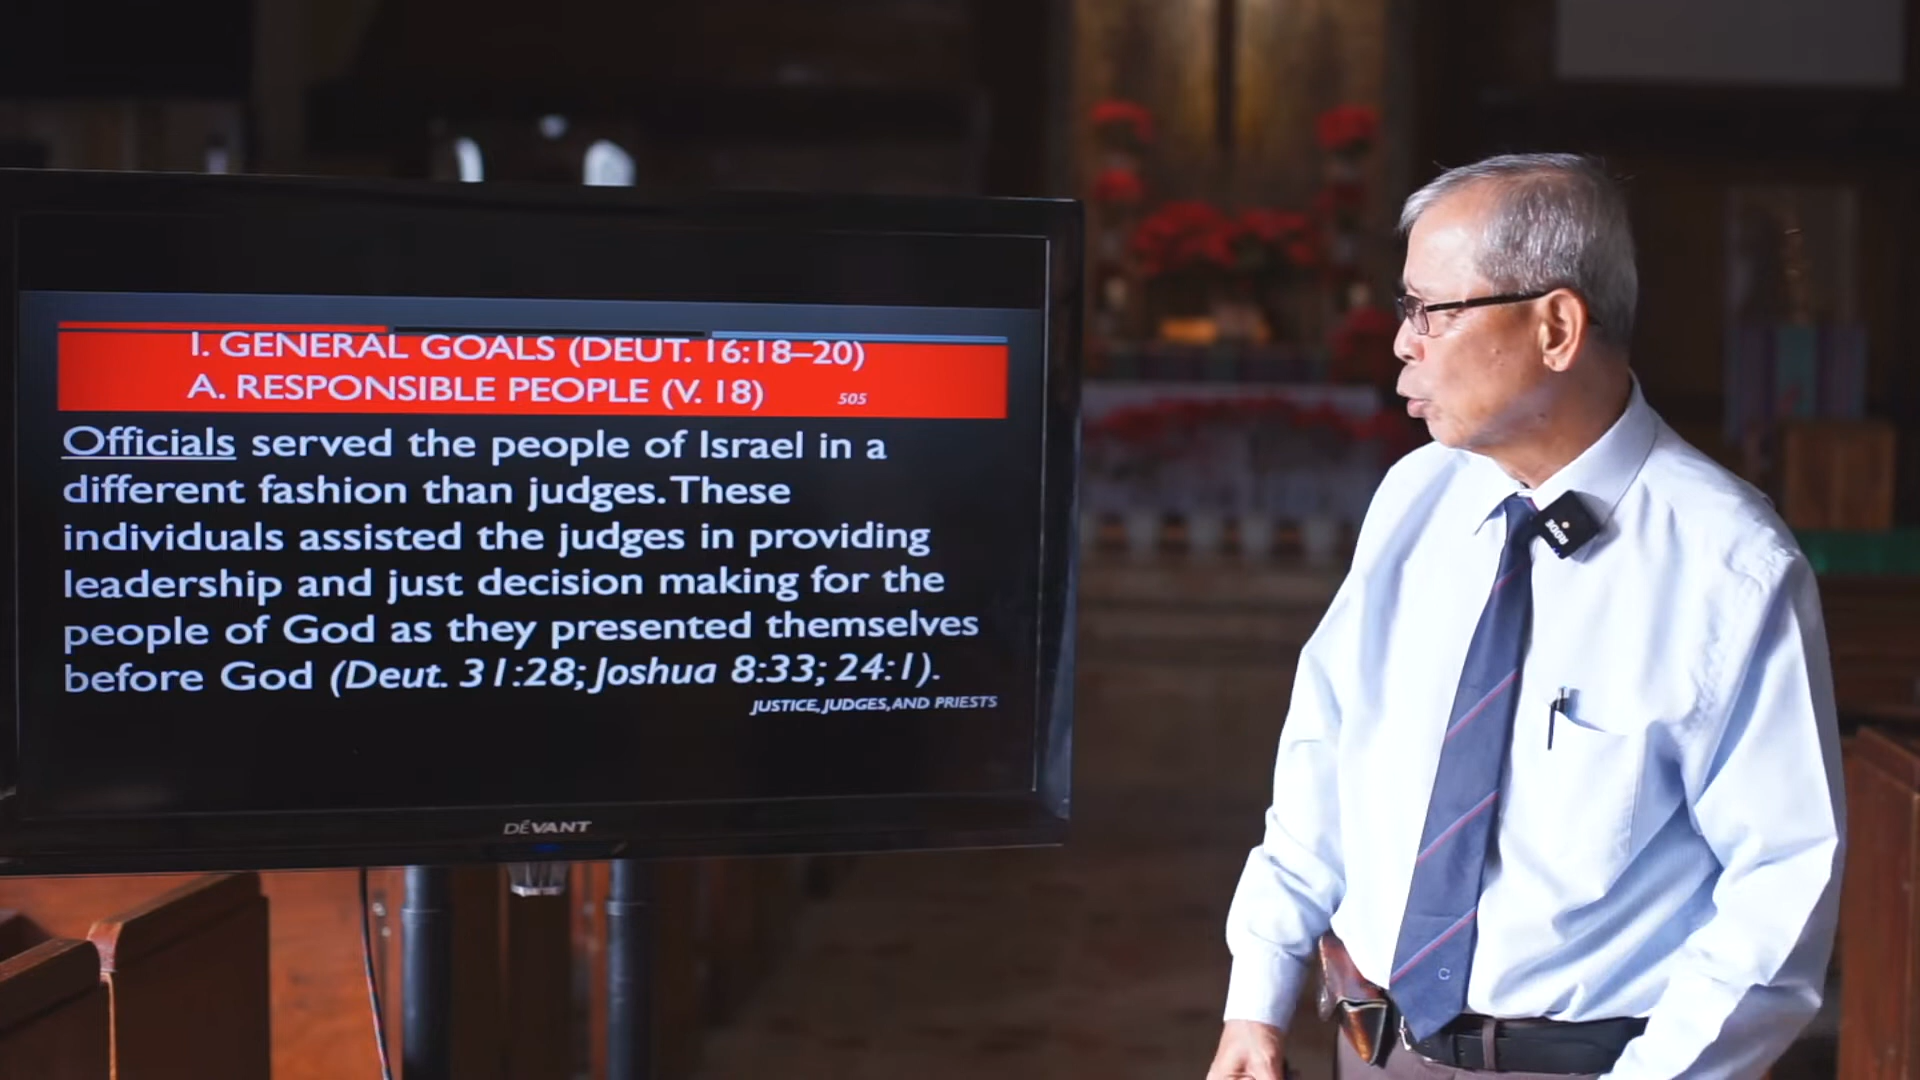 I. GENERAL GOALS (DEUT. 16:18–20)
A. RESPONSIBLE PEOPLE (V. 18)
505
Officials served the people of Israel in a
different fashion than judges. These
individuals assisted the judges in providing
leadership and just decision making for the
people of God as they presented themselves
before God (Deut. 31:28; Joshua 8:33; 24:1).
JUSTICE, JUDGES, AND PRIESTS
DEVANT
RØDE
C